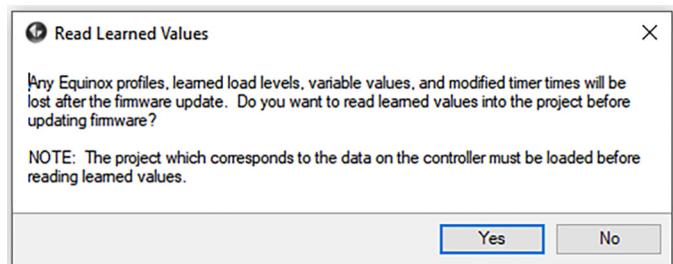 Read Learned Values
Any Equinox profiles, learned load levels, variable values, and modified timer times will be
lost after the firmware update. Do you want to read learned values into the project before
updating firmware?
NOTE: The project which corresponds to the data on the controller must be loaded before
reading learned values.
Yes No